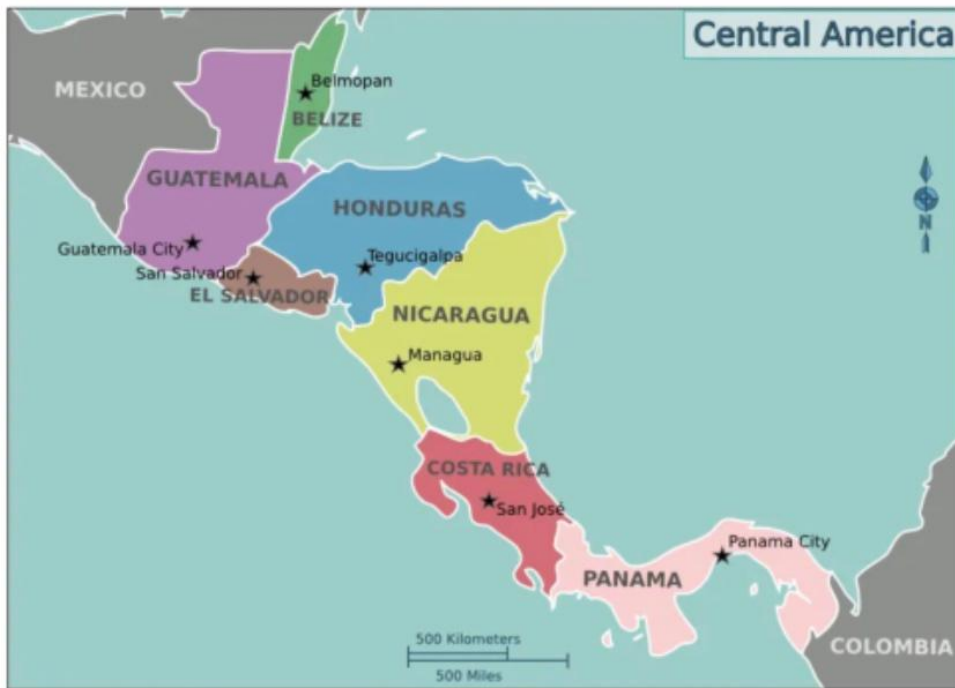 Central America
MEXICO
Belmopan
BELIZE
GUATEMALA
HONDURAS
N
Guatemala City
Tegucigalpa
San Salvador
EL SALVADOR
NICARAGUA
Managua
COSTA RICA
San José
Panama City
PANAMA
500 Kilometers
500 Miles
COLOMBIA